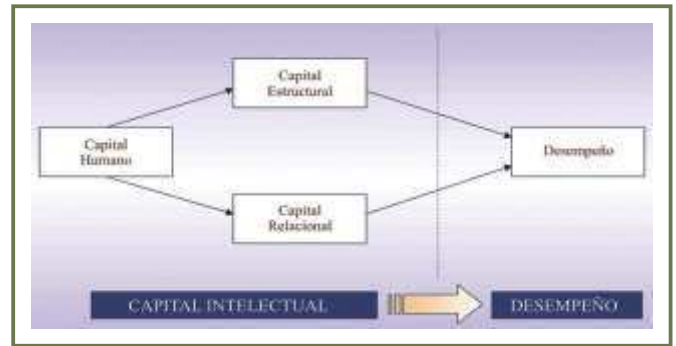 Capital
Estructural
Capital
Humano
Desempeño
Capital
Relacional
CAPITAL INTELECTUAL
DESEMPEÑO